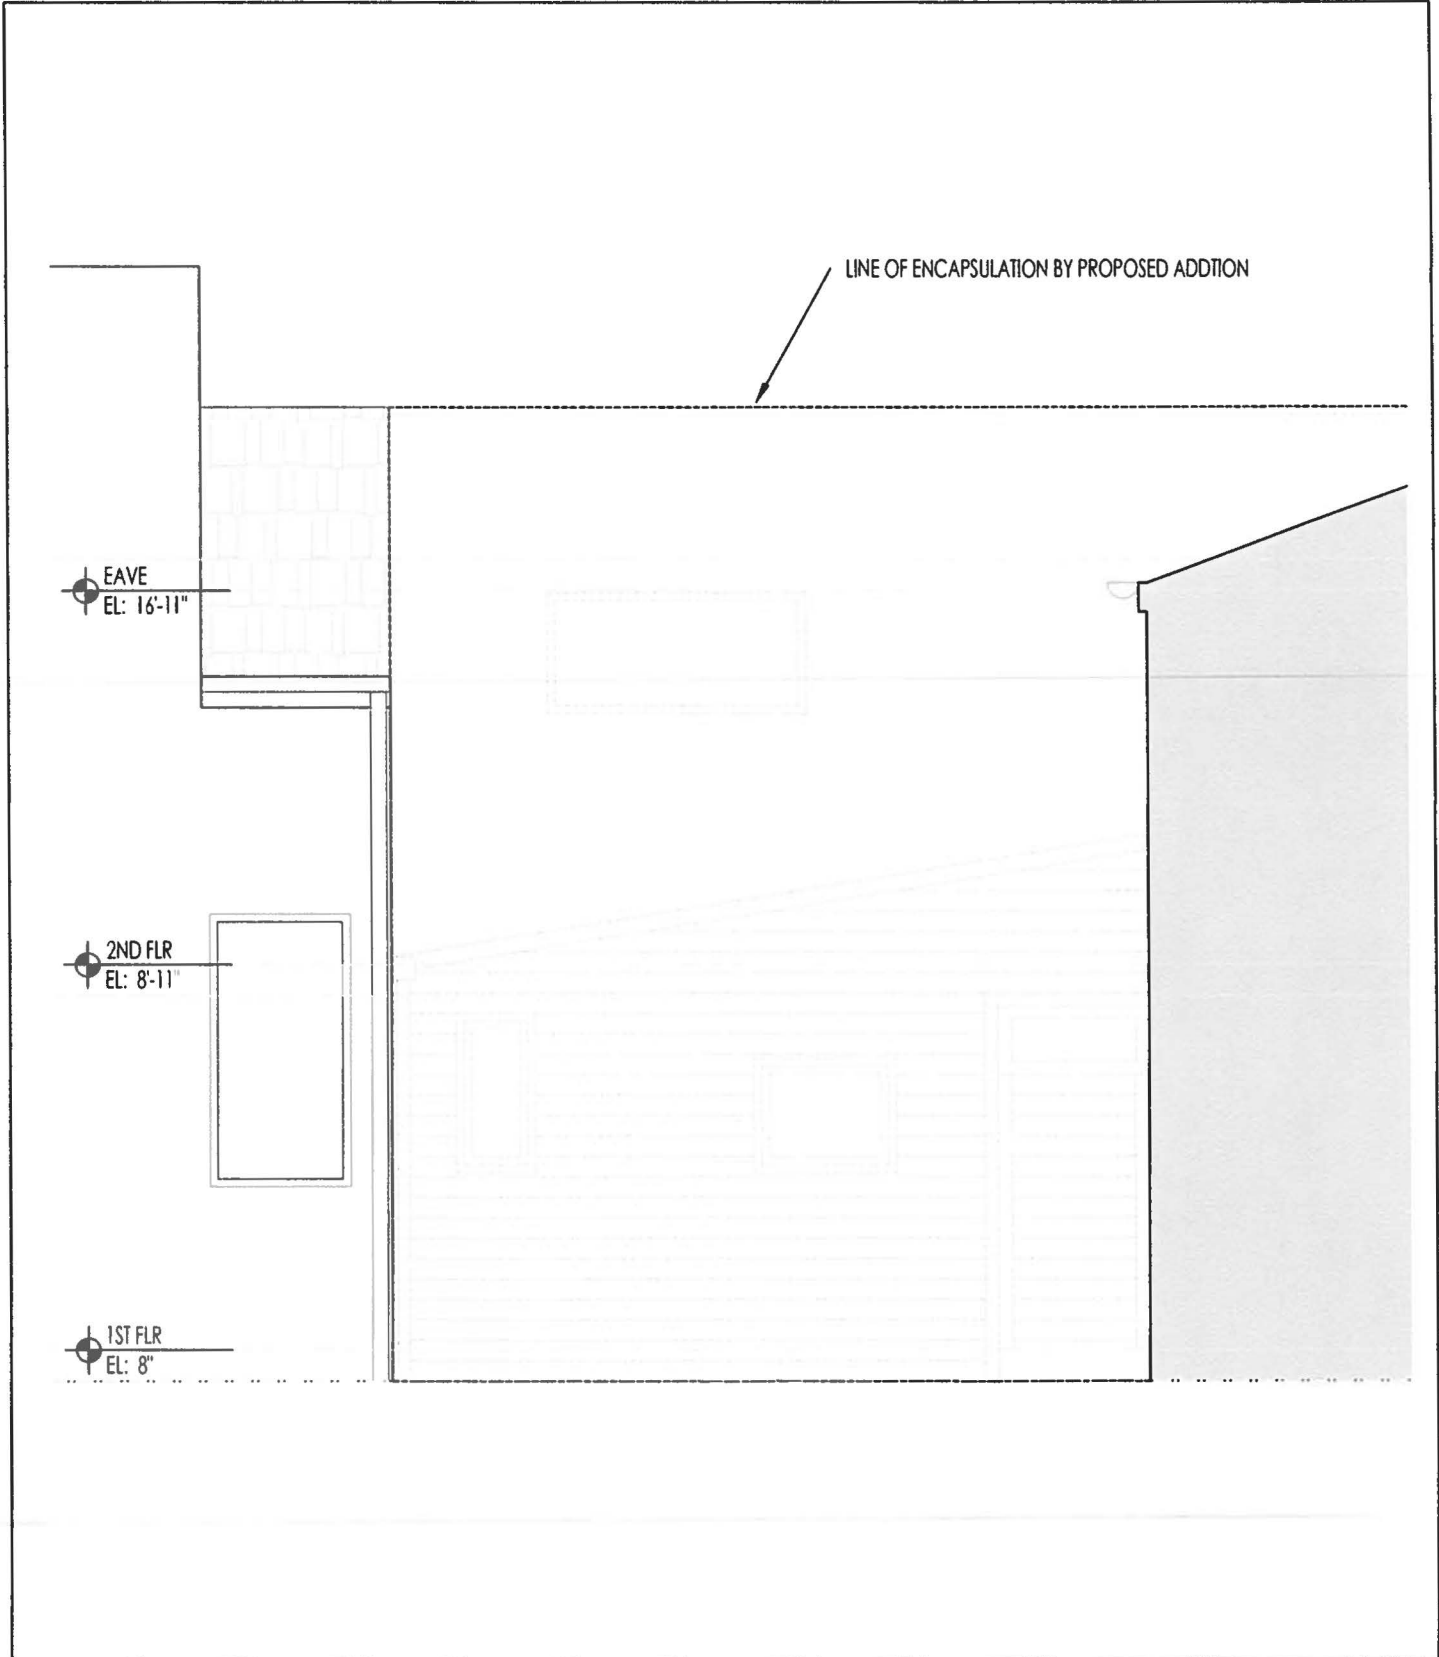 LINE OF ENCAPSULATION BY PROPOSED ADDTION
EAVE
EL: 16'-11"
2ND FLR
EL: 8'-11"
1ST FLR
EL: 8"